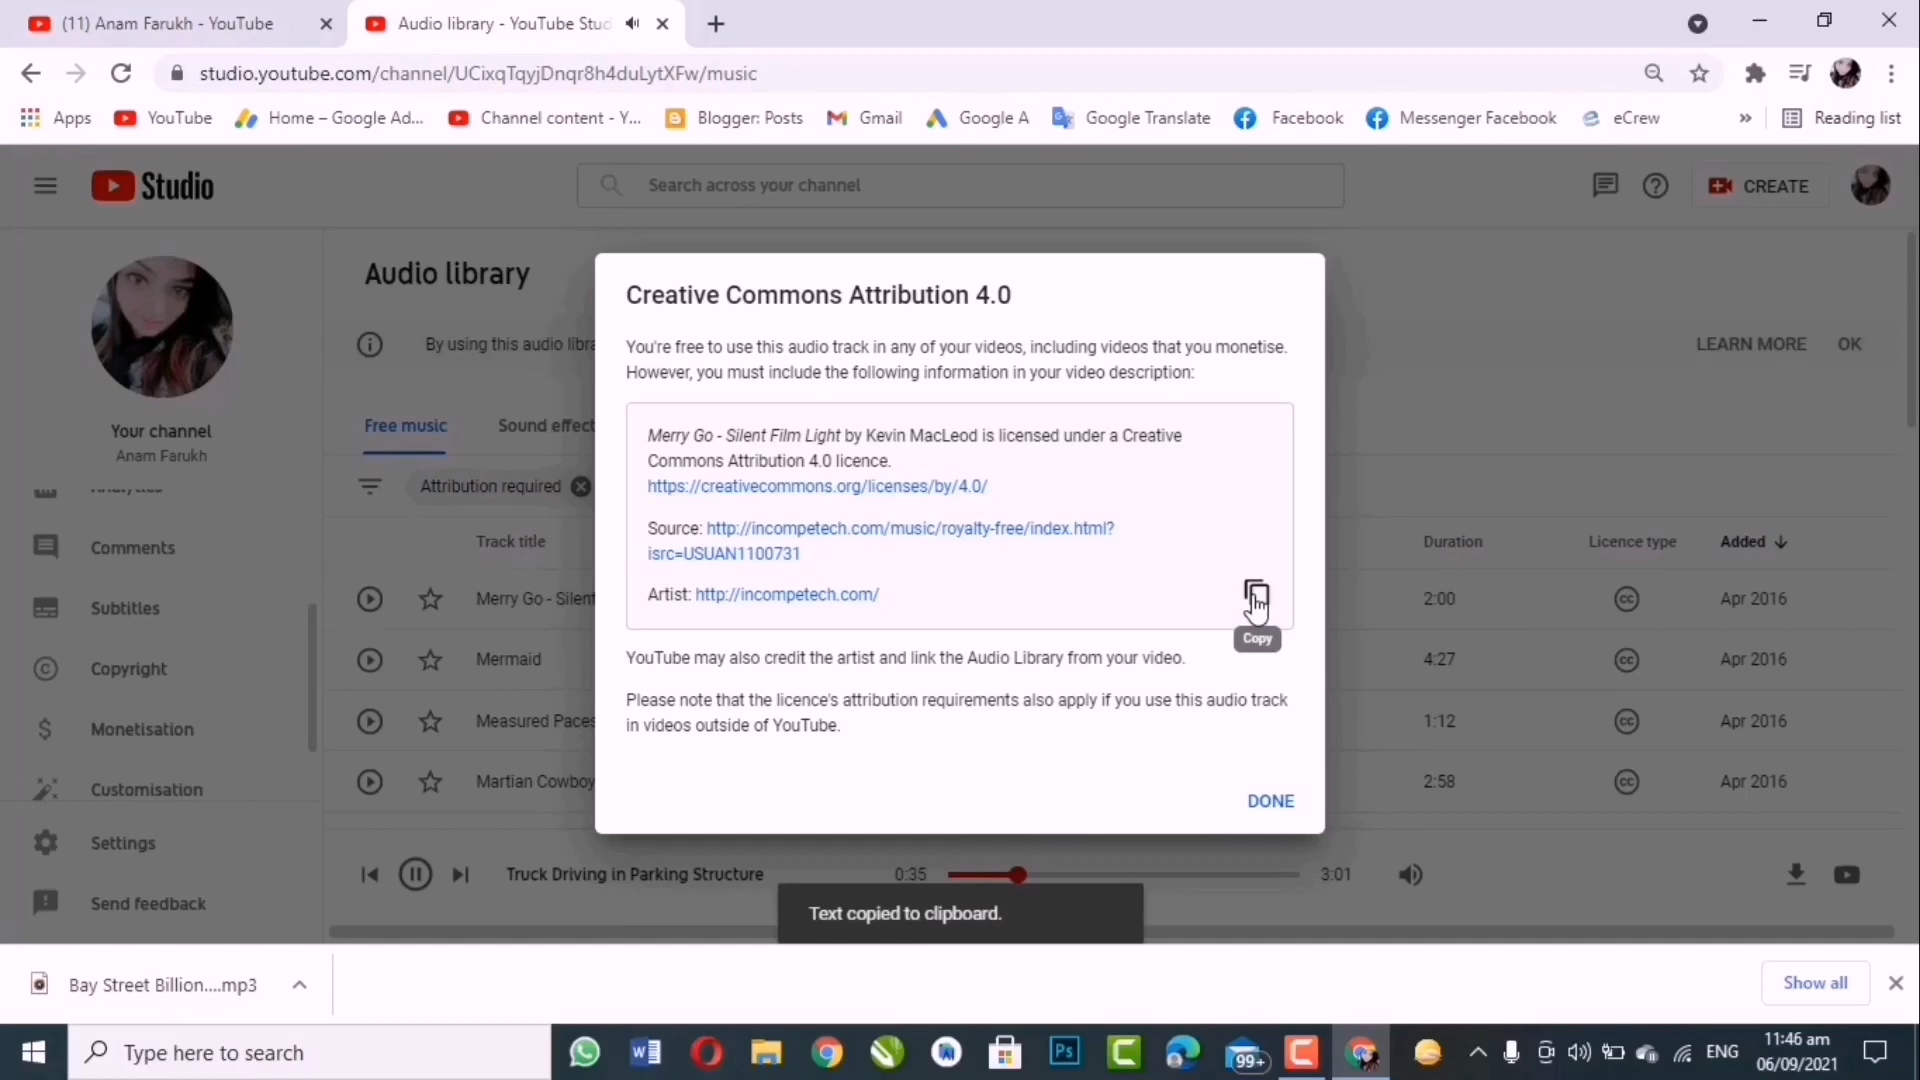 (11) Anam Farukh - YouTube
Audio library - YouTube Stud
studio.youtube.com/channel/UCixqTqyjDnqr8h4duLytXFw/music
Apps
YouTube
Home – Google Ad...
Channel content - Y...
Blogger: Posts
Gmail
Google A
Google Translate
Facebook
Messenger Facebook
eCrew
»
Reading list
Studio
Search across your channel
CREATE
Your channel
Anam Farukh
Analytics
Comments
Subtitles
Copyright
Monetisation
Customisation
Settings
Send feedback
Audio library
By using this audio libra
LEARN MORE
OK
Free music
Sound effect
Attribution required
Track title
Duration
Licence type
Added
Merry Go - Silent
2:00
Apr 2016
Mermaid
4:27
Apr 2016
Measured Paces
1:12
Apr 2016
Martian Cowboy
2:58
Apr 2016
Creative Commons Attribution 4.0
You're free to use this audio track in any of your videos, including videos that you monetise.
However, you must include the following information in your video description:
Merry Go - Silent Film Light by Kevin MacLeod is licensed under a Creative
Commons Attribution 4.0 licence.
https://creativecommons.org/licenses/by/4.0/
Source: http://incompetech.com/music/royalty-free/index.html?
isrc=USUAN1100731
Artist: http://incompetech.com/
Copy
YouTube may also credit the artist and link the Audio Library from your video.
Please note that the licence's attribution requirements also apply if you use this audio track
in videos outside of YouTube.
DONE
Truck Driving in Parking Structure
0:35
3:01
Text copied to clipboard.
Bay Street Billion....mp3
Show all
Type here to search
Ps
99+
ENG
11:46 am
06/09/2021